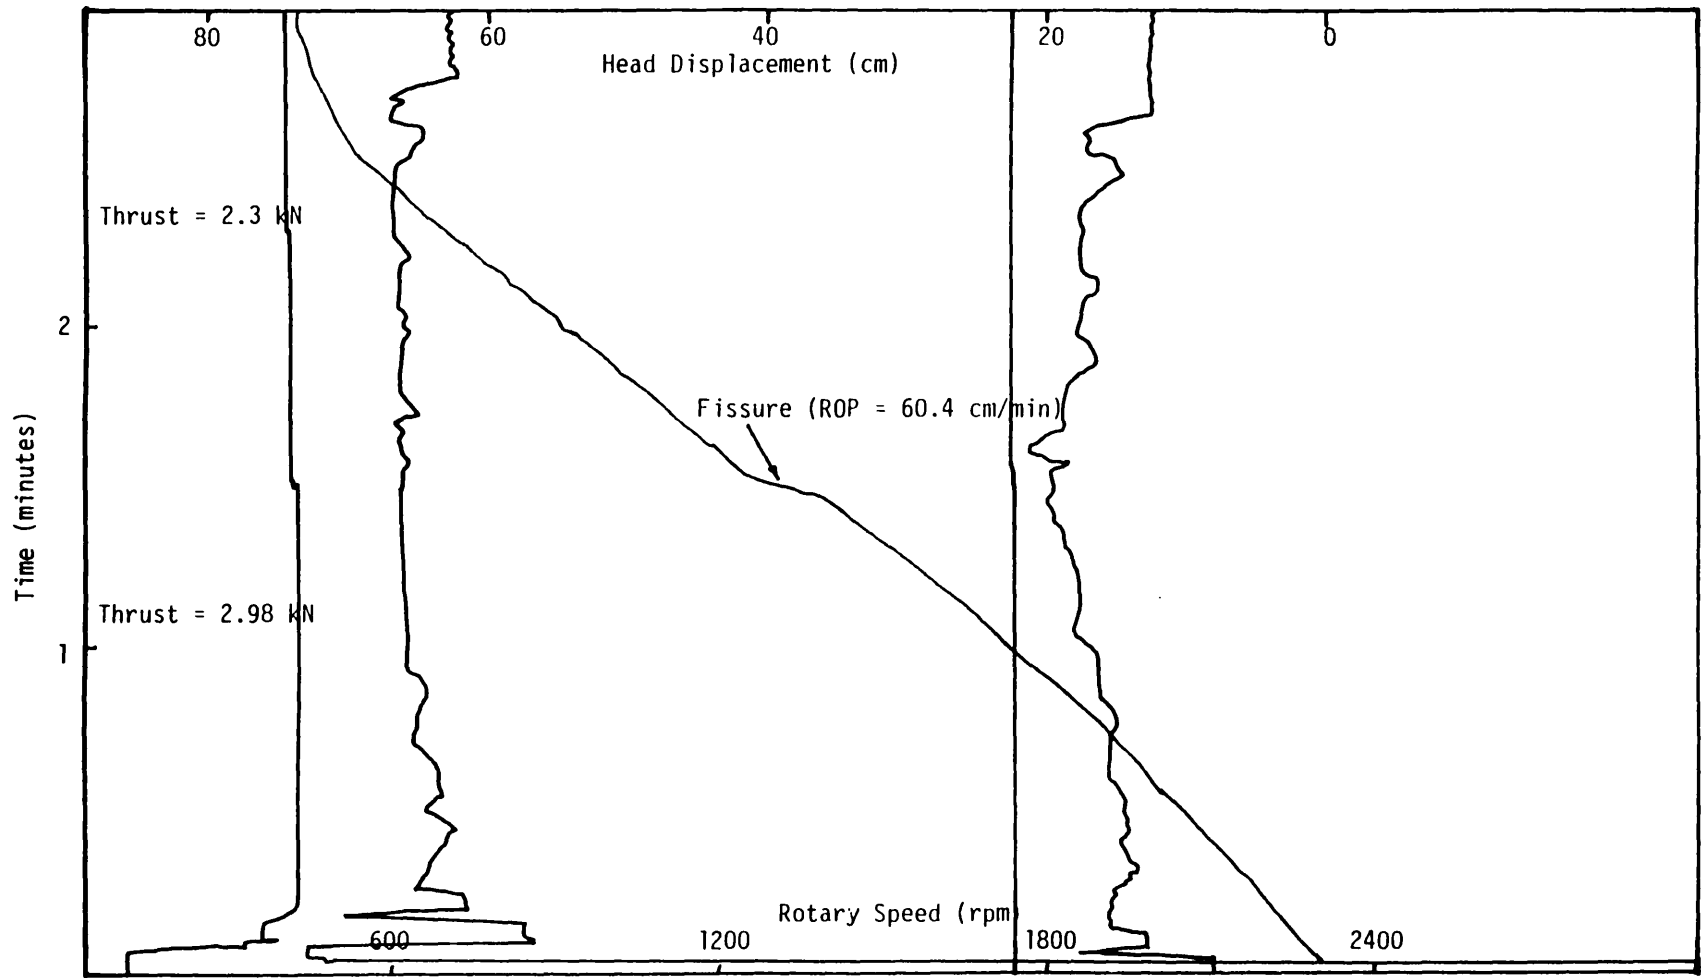 80 60 40 20 0
Head Displacement (cm)
Thrust = 2.3 kN
2
Fissure (ROP = 60.4 cm/min)
Time (minutes)
Thrust = 2.98 kN
1
Rotary Speed (rpm
600 1200 1800 2400